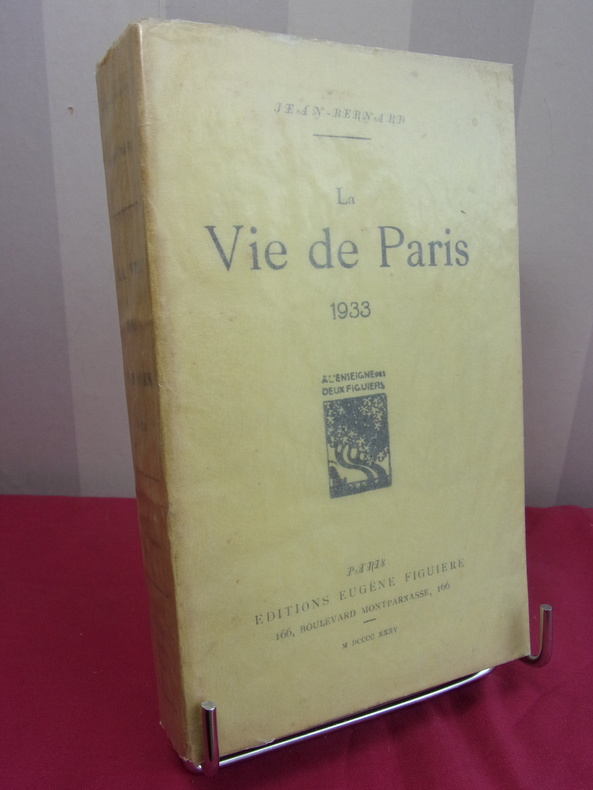 JEAN-BERNARD
La
Vie de Paris
1933
A L'ENSEIGNE DES
DEUX FIGUIERS
PARIS
EDITIONS EUGÈNE FIGUIERE
166, BOULEVARD MONTPARNASSE, 166
M DCCCC XXXV